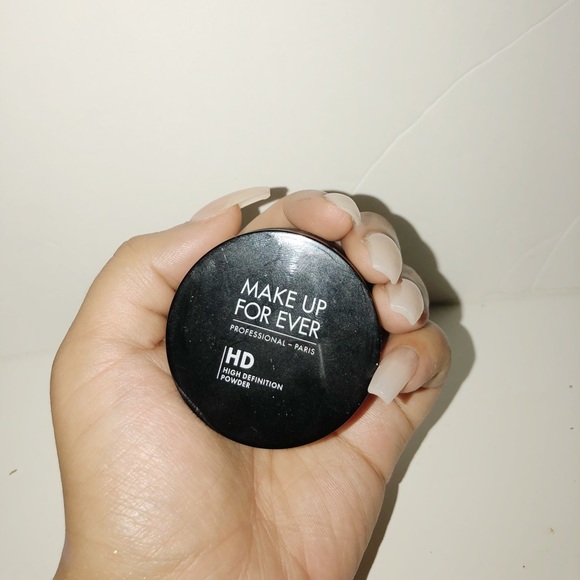 MAKE UP
FOR EVER
PROFESSIONAL – PARIS
HD
HIGH DEFINITION
POWDER